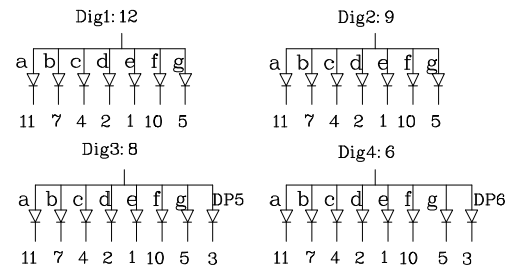 Dig1: 12
Dig2: 9
a b c d e f g
a b c d e f g
11 7 4 2 1 10 5
11 7 4 2 1 10 5
Dig3: 8
Dig4: 6
a b c d e f g DP5
a b c d e f g DP6
11 7 4 2 1 10 5 3
11 7 4 2 1 10 5 3